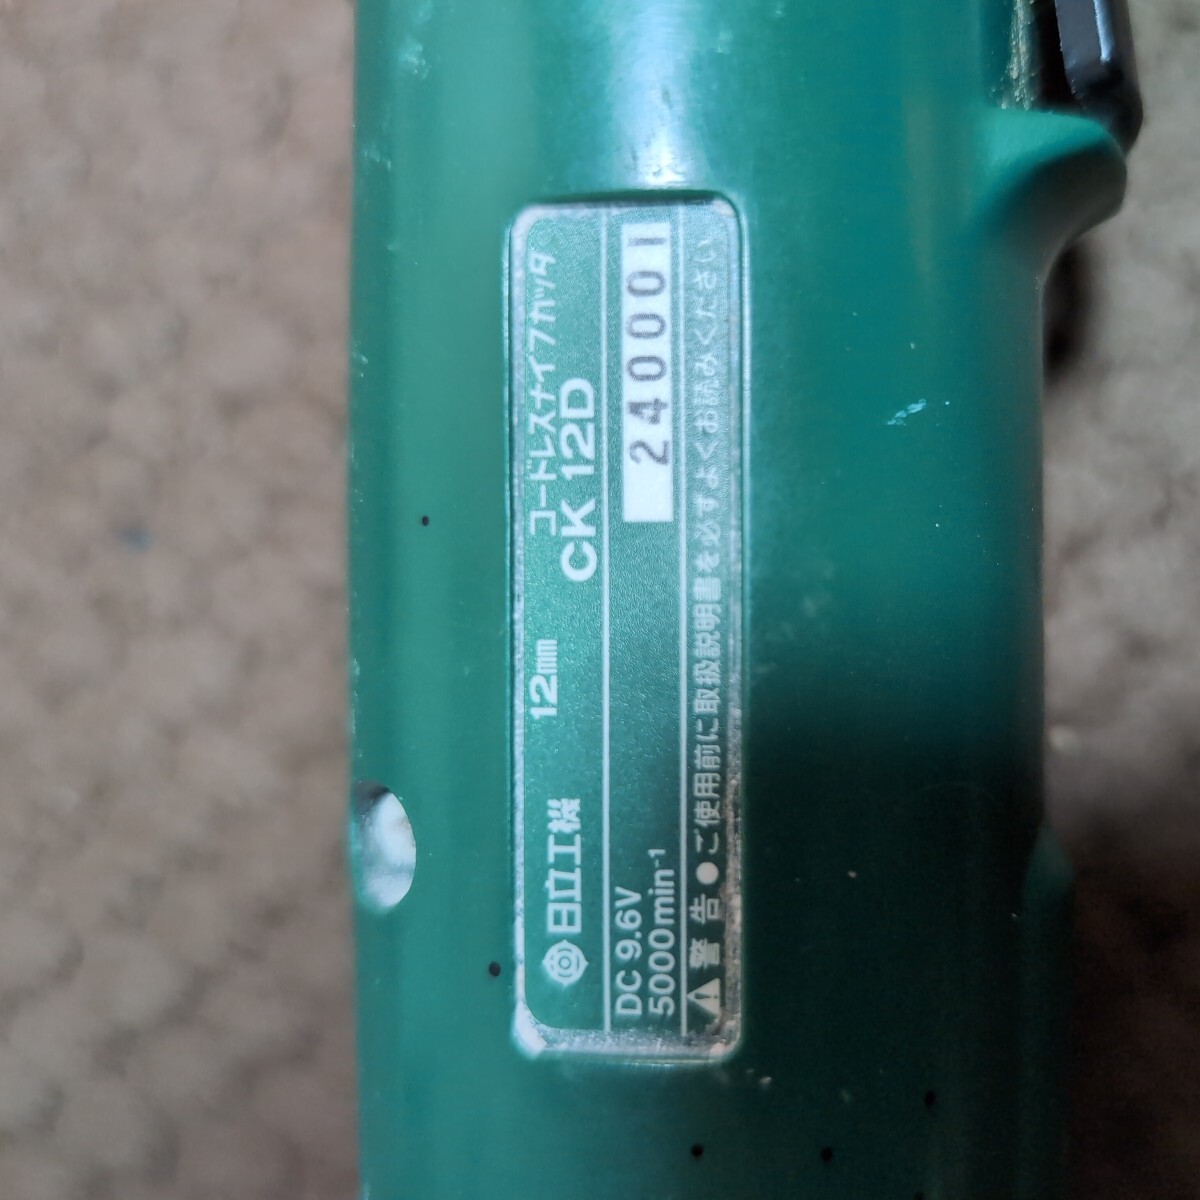 日立工機 12mm コードレスナイフカッタ
CK 12D
DC 9.6V
5000min⁻¹
240001
警告 ●ご使用前に取扱説明書を必ずよくお読みください